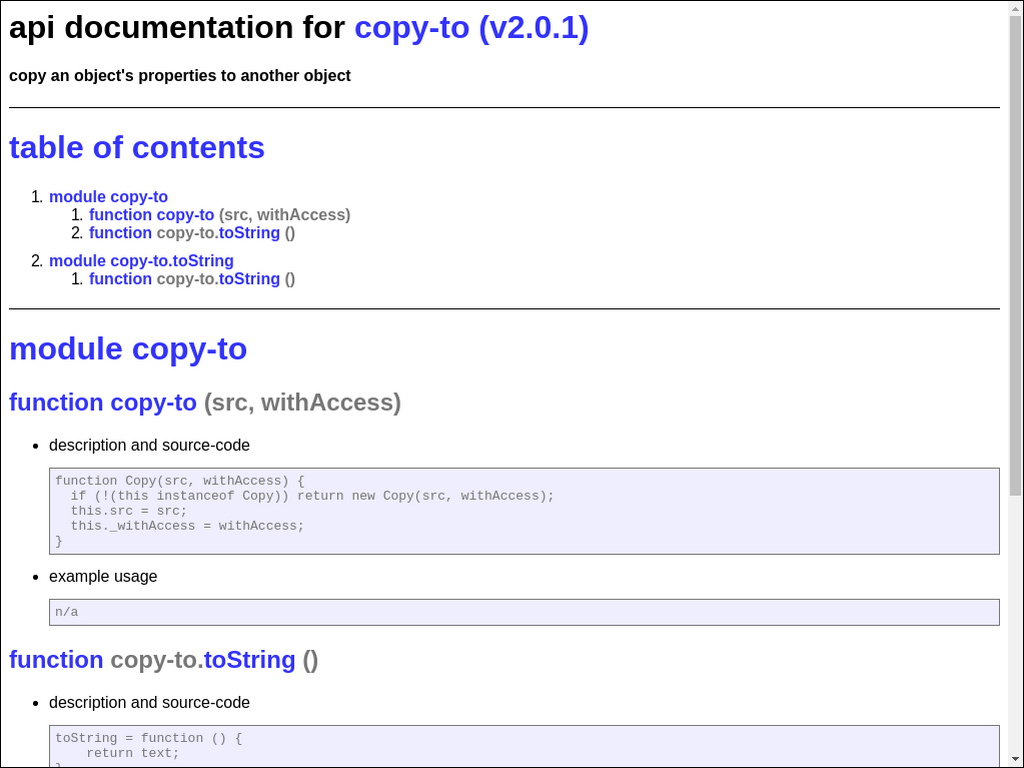 api documentation for copy-to (v2.0.1)
copy an object's properties to another object
table of contents
1. module copy-to
1. function copy-to (src, withAccess)
2. function copy-to.toString ()
2. module copy-to.toString
1. function copy-to.toString ()
module copy-to
function copy-to (src, withAccess)
• description and source-code
function Copy(src, withAccess) {
  if (!(this instanceof Copy)) return new Copy(src, withAccess);
  this.src = src;
  this._withAccess = withAccess;
}
• example usage
n/a
function copy-to.toString ()
• description and source-code
toString = function () {
    return text;
}